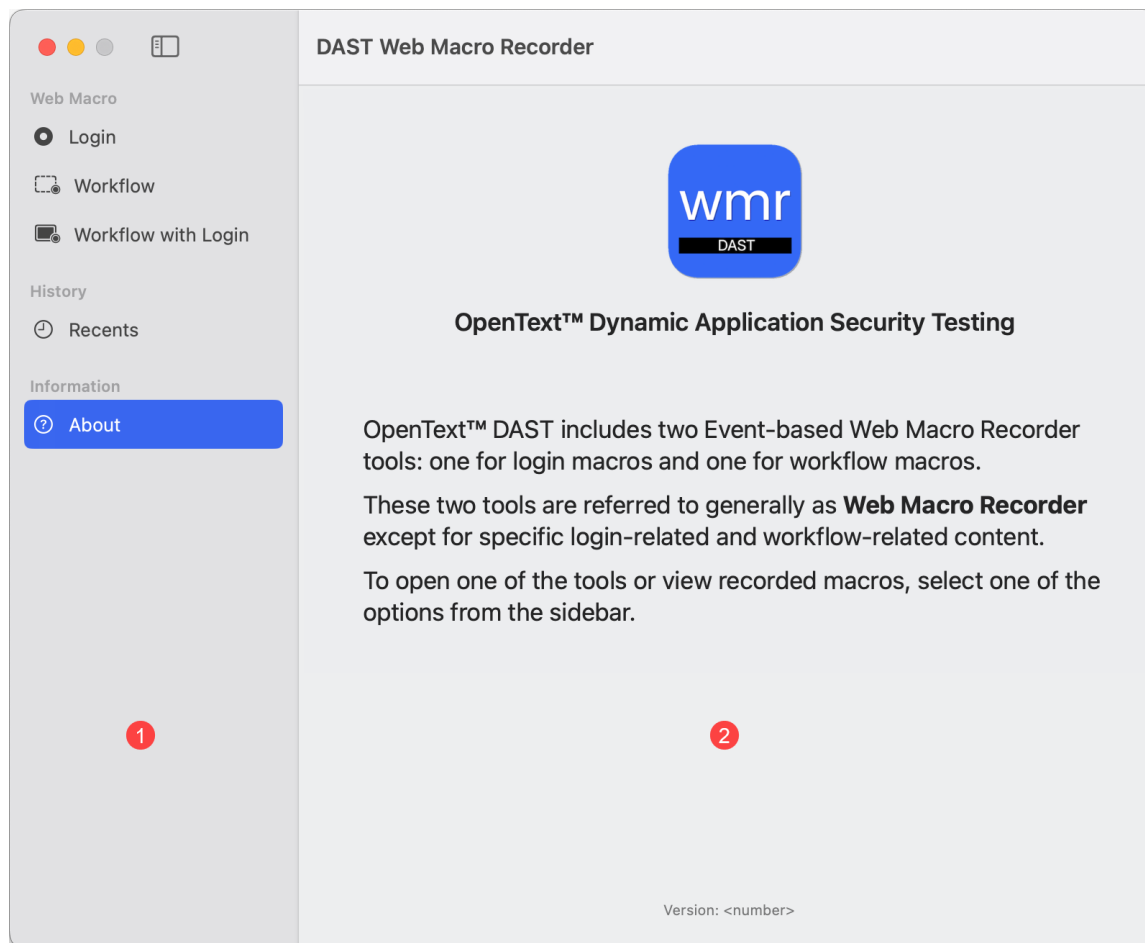 DAST Web Macro Recorder
Web Macro
Login
Workflow
Workflow with Login
History
Recents
Information
About
wmr
DAST
OpenText™ Dynamic Application Security Testing
OpenText™ DAST includes two Event-based Web Macro Recorder
tools: one for login macros and one for workflow macros.
These two tools are referred to generally as Web Macro Recorder
except for specific login-related and workflow-related content.
To open one of the tools or view recorded macros, select one of the
options from the sidebar.
1
2
Version: <number>